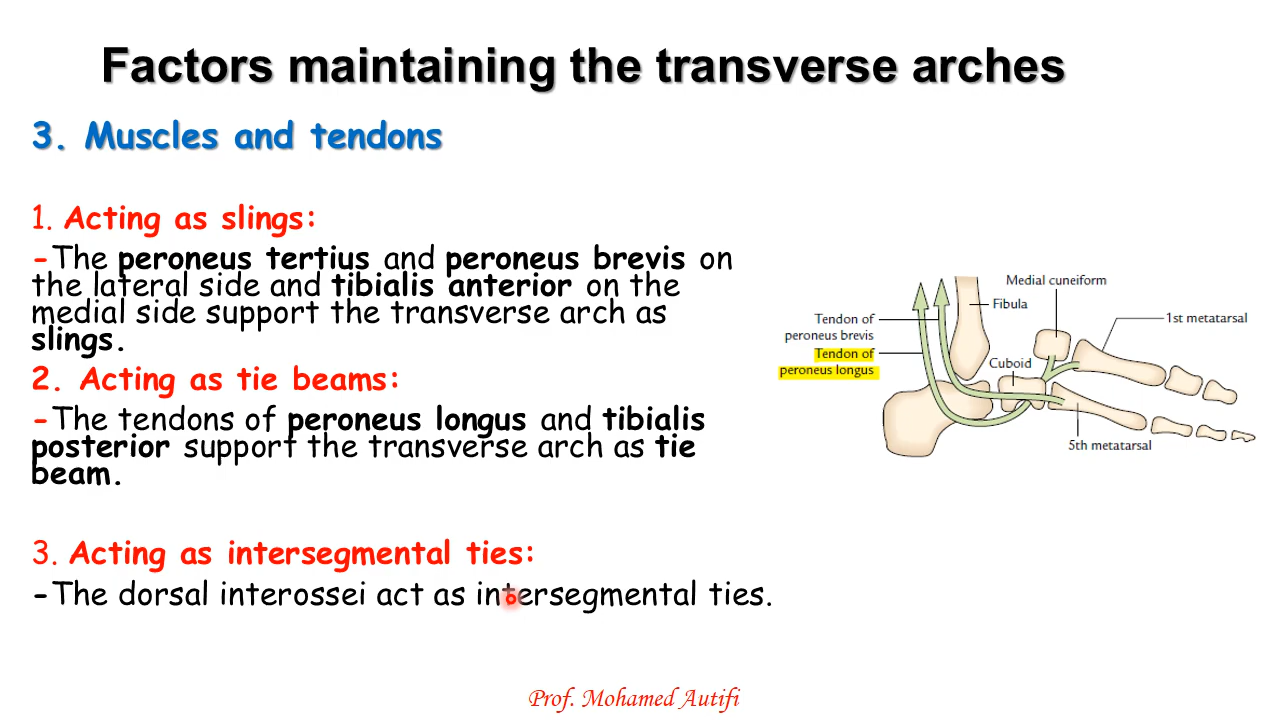 Factors maintaining the transverse arches
3. Muscles and tendons
1. Acting as slings:
-The peroneus tertius and peroneus brevis on
the lateral side and tibialis anterior on the
medial side support the transverse arch as
slings.
2. Acting as tie beams:
-The tendons of peroneus longus and tibialis
posterior support the transverse arch as tie
beam.
3. Acting as intersegmental ties:
-The dorsal interossei act as intersegmental ties.
Medial cuneiform
Fibula
1st metatarsal
Tendon of
peroneus brevis
Tendon of
peroneus longus
Cuboid
5th metatarsal
Prof. Mohamed Autifi